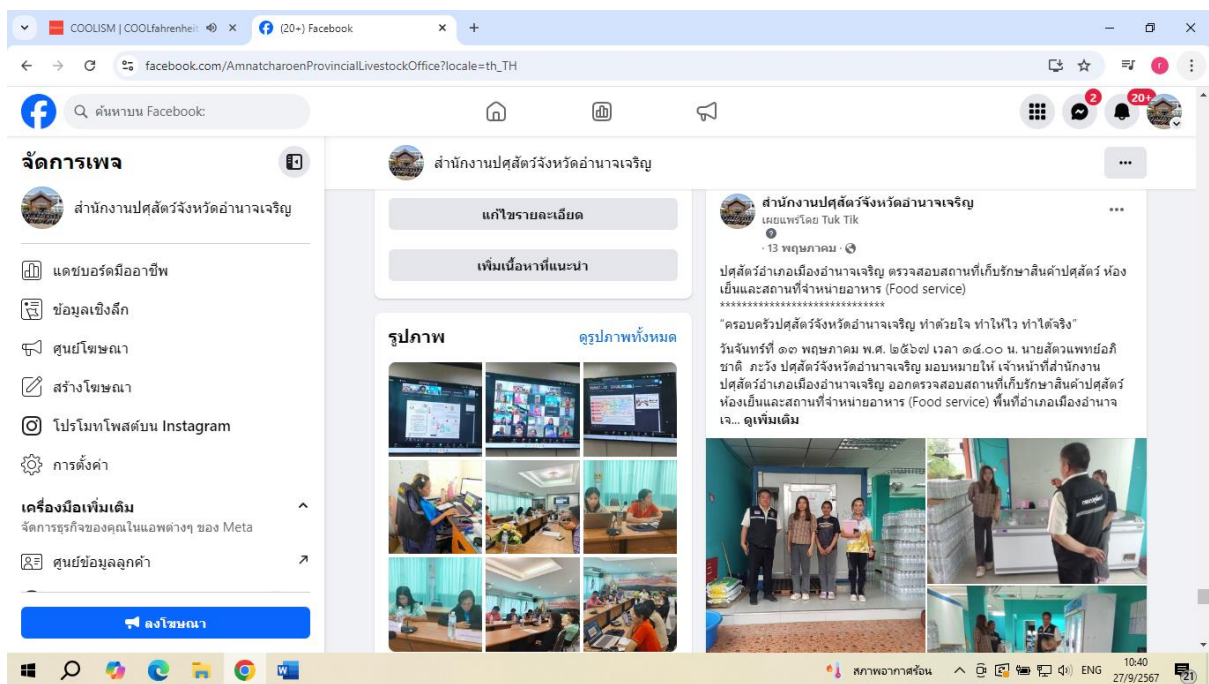 COOLISM | COOLfahrenheit
(20+) Facebook
facebook.com/AmnatcharoenProvincialLivestockOffice?locale=th_TH
r
ค้นหาบน Facebook:
2
20+
จัดการเพจ
สำนักงานปศุสัตว์จังหวัดอำนาจเจริญ
แดชบอร์ดมืออาชีพ
ข้อมูลเชิงลึก
ศูนย์โฆษณา
สร้างโฆษณา
โปรโมทโพสต์บน Instagram
การตั้งค่า
เครื่องมือเพิ่มเติม
จัดการธุรกิจของคุณในแอพต่างๆ ของ Meta
ศูนย์ข้อมูลลูกค้า
ลงโฆษณา
สำนักงานปศุสัตว์จังหวัดอำนาจเจริญ
แก้ไขรายละเอียด
เพิ่มเนื้อหาที่แนะนำ
รูปภาพ
ดูรูปภาพทั้งหมด
สำนักงานปศุสัตว์จังหวัดอำนาจเจริญ
เผยแพร่โดย Tuk Tik
· 13 พฤษภาคม ·
ปศุสัตว์อำเภอเมืองอำนาจเจริญ ตรวจสอบสถานที่เก็บรักษาสินค้าปศุสัตว์ ห้อง
เย็นและสถานที่จำหน่ายอาหาร (Food service)
******************************
“ครอบครัวปศุสัตว์จังหวัดอำนาจเจริญ ทำด้วยใจ ทำให้ไว ทำได้จริง”
วันจันทร์ที่ ๑๓ พฤษภาคม พ.ศ. ๒๕๖๗ เวลา ๑๔.๐๐ น. นายสัตวแพทย์อภิ
ชาติ ภะวัง ปศุสัตว์จังหวัดอำนาจเจริญ มอบหมายให้ เจ้าหน้าที่สำนักงาน
ปศุสัตว์อำเภอเมืองอำนาจเจริญ ออกตรวจสอบสถานที่เก็บรักษาสินค้าปศุสัตว์
ห้องเย็นและสถานที่จำหน่ายอาหาร (Food service) พื้นที่อำเภอเมืองอำนาจ
เจ... ดูเพิ่มเติม
สภาพอากาศร้อน
ENG
10:40
27/9/2567
21